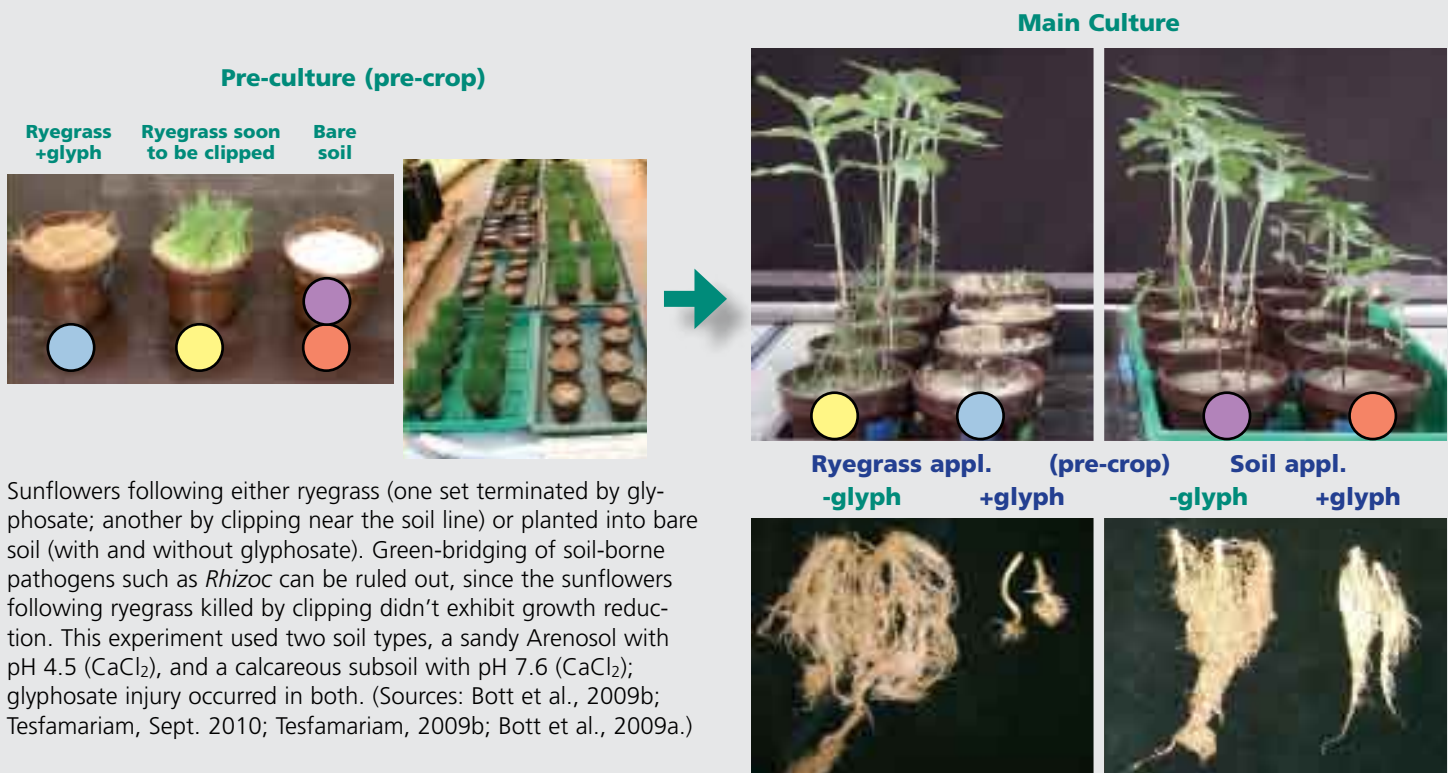 Pre-culture (pre-crop)
Ryegrass
+glyph
Ryegrass soon
to be clipped
Bare
soil
Main Culture
Ryegrass appl.
(pre-crop)
Soil appl.
-glyph
+glyph
-glyph
+glyph
Sunflowers following either ryegrass (one set terminated by gly-
phosate; another by clipping near the soil line) or planted into bare
soil (with and without glyphosate). Green-bridging of soil-borne
pathogens such as Rhizoc can be ruled out, since the sunflowers
following ryegrass killed by clipping didn’t exhibit growth reduc-
tion. This experiment used two soil types, a sandy Arenosol with
pH 4.5 (CaCl₂), and a calcareous subsoil with pH 7.6 (CaCl₂);
glyphosate injury occurred in both. (Sources: Bott et al., 2009b;
Tesfamariam, Sept. 2010; Tesfamariam, 2009b; Bott et al., 2009a.)